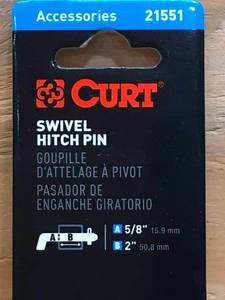 Accessories 21551
CURT®
SWIVEL
HITCH PIN
GOUPILLE
D'ATTELAGE À PIVOT
PASADOR DE
ENGANCHE GIRATORIO
A 5/8" 15.9 mm
A B
B 2" 50.8 mm